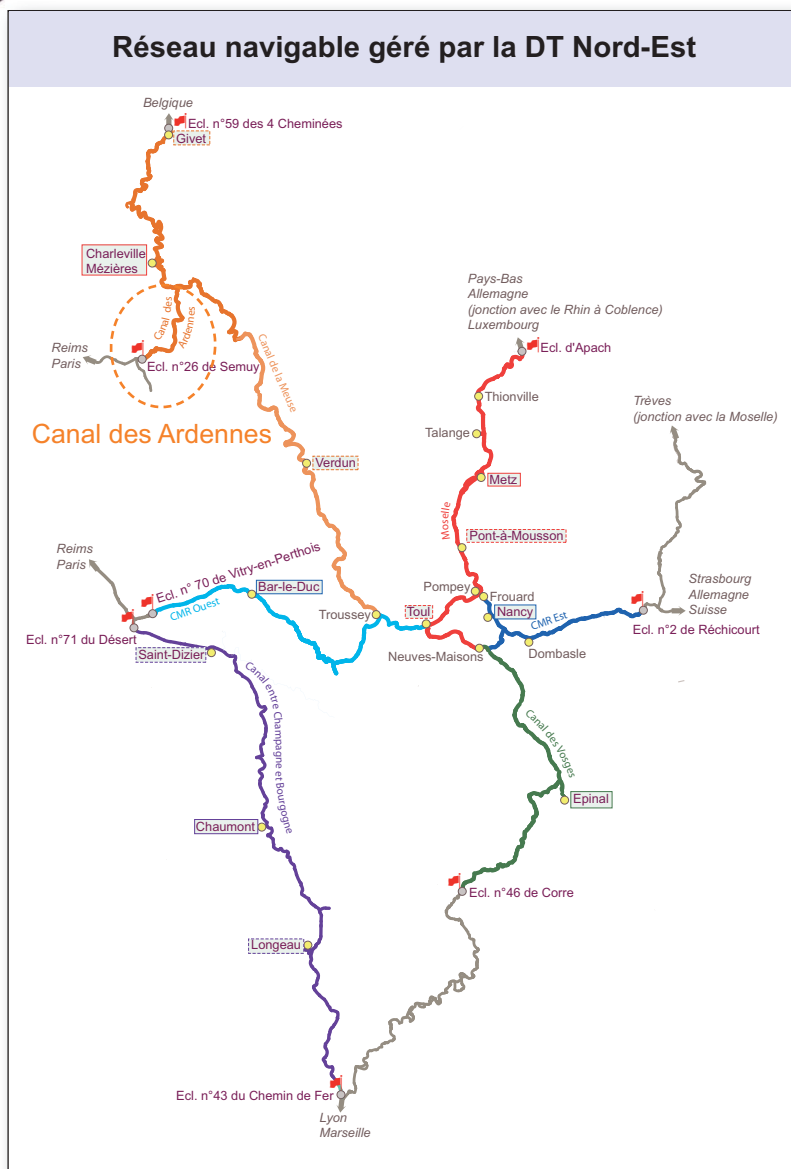 Réseau navigable géré par la DT Nord-Est
Belgique
Ecl. n°59 des 4 Cheminées
Givet
Charleville
Mézières
Canal des
Ardennes
Reims
Paris
Ecl. n°26 de Semuy
Canal des Ardennes
Canal de la Meuse
Verdun
Pays-Bas
Allemagne
(jonction avec le Rhin à Coblence)
Luxembourg
Ecl. d'Apach
Thionville
Talange
Metz
Moselle
Pont-à-Mousson
Trèves
(jonction avec la Moselle)
Reims
Paris
Ecl. n° 70 de Vitry-en-Perthois
Bar-le-Duc
CMR Ouest
Ecl. n°71 du Désert
Saint-Dizier
Troussey
Toul
Pompey
Frouard
Nancy
CMR Est
Strasbourg
Allemagne
Suisse
Ecl. n°2 de Réchicourt
Neuves-Maisons
Dombasle
Canal entre Champagne et Bourgogne
Canal des Vosges
Epinal
Chaumont
Ecl. n°46 de Corre
Longeau
Ecl. n°43 du Chemin de Fer
Lyon
Marseille